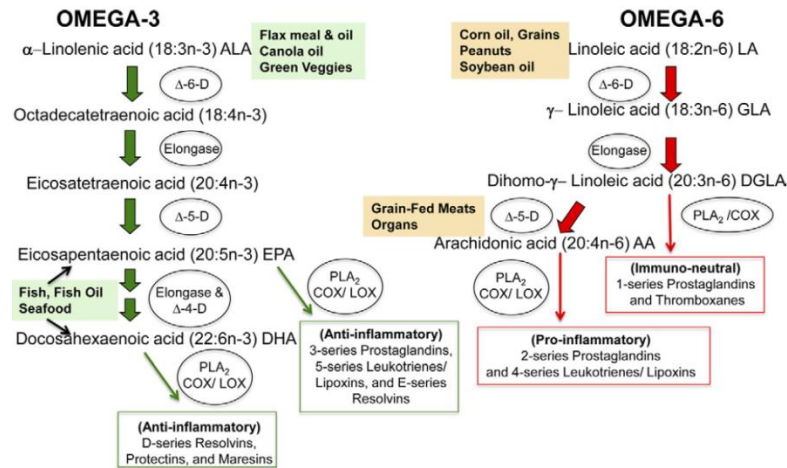 OMEGA-3
α–Linolenic acid (18:3n-3) ALA
Flax meal & oil
Canola oil
Green Veggies
Δ-6-D
Octadecatetraenoic acid (18:4n-3)
Elongase
Eicosatetraenoic acid (20:4n-3)
Δ-5-D
Eicosapentaenoic acid (20:5n-3) EPA
Fish, Fish Oil
Seafood
Elongase &
Δ-4-D
Docosahexaenoic acid (22:6n-3) DHA
PLA2
COX/ LOX
(Anti-inflammatory)
D-series Resolvins,
Protectins, and Maresins
PLA2
COX/ LOX
(Anti-inflammatory)
3-series Prostaglandins,
5-series Leukotrienes/
Lipoxins, and E-series
Resolvins
OMEGA-6
Corn oil, Grains
Peanuts
Soybean oil
Linoleic acid (18:2n-6) LA
Δ-6-D
γ– Linoleic acid (18:3n-6) GLA
Elongase
Dihomo-γ– Linoleic acid (20:3n-6) DGLA
Grain-Fed Meats
Organs
Δ-5-D
PLA2 /COX
Arachidonic acid (20:4n-6) AA
PLA2
COX/ LOX
(Immuno-neutral)
1-series Prostaglandins
and Thromboxanes
(Pro-inflammatory)
2-series Prostaglandins
and 4-series Leukotrienes/ Lipoxins